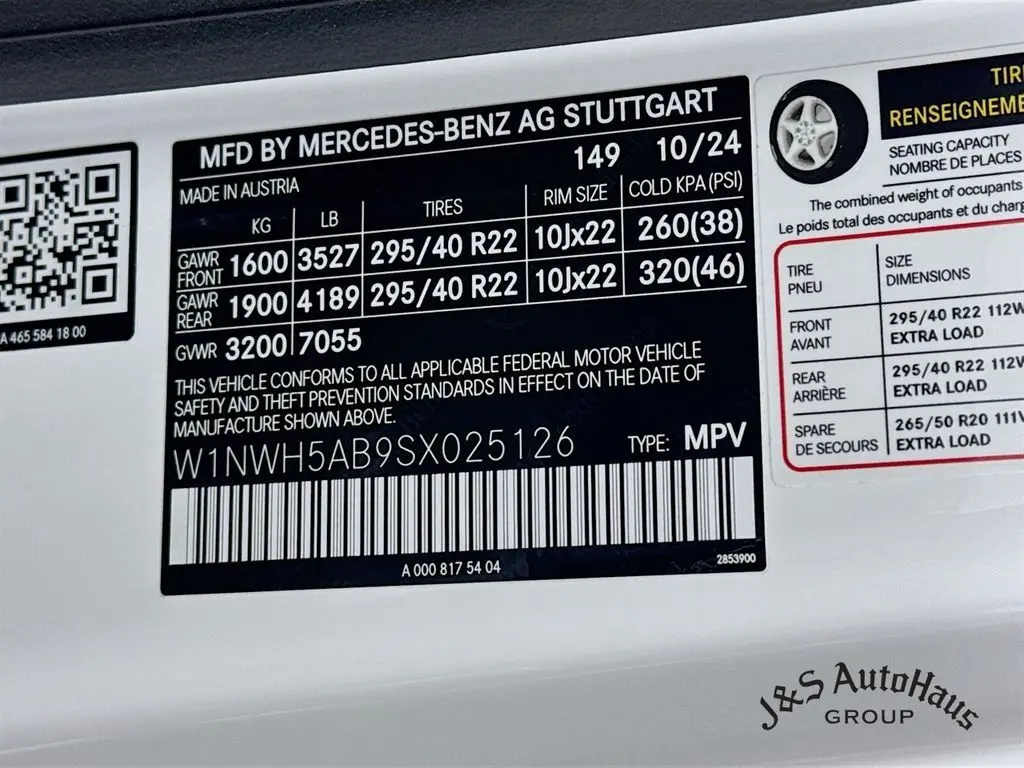 A 465 584 18 00
MFD BY MERCEDES-BENZ AG STUTTGART
149 10/24
MADE IN AUSTRIA
KG LB TIRES RIM SIZE COLD KPA (PSI)
GAWR FRONT 1600 3527 295/40 R22 10Jx22 260(38)
GAWR REAR 1900 4189 295/40 R22 10Jx22 320(46)
GVWR 3200 7055
THIS VEHICLE CONFORMS TO ALL APPLICABLE FEDERAL MOTOR VEHICLE
SAFETY AND THEFT PREVENTION STANDARDS IN EFFECT ON THE DATE OF
MANUFACTURE SHOWN ABOVE.
W1NWH5AB9SX025126 TYPE: MPV
A 000 817 54 04
2853900
SEATING CAPACITY
NOMBRE DE PLACES
The combined weight of occupants
Le poids total des occupants et du
TIRE SIZE
PNEU DIMENSIONS
FRONT 295/40 R22 112W
AVANT EXTRA LOAD
REAR 295/40 R22 112W
ARRIÈRE EXTRA LOAD
SPARE 265/50 R20 111V
DE SECOURS EXTRA LOAD
J&S AutoHaus
GROUP